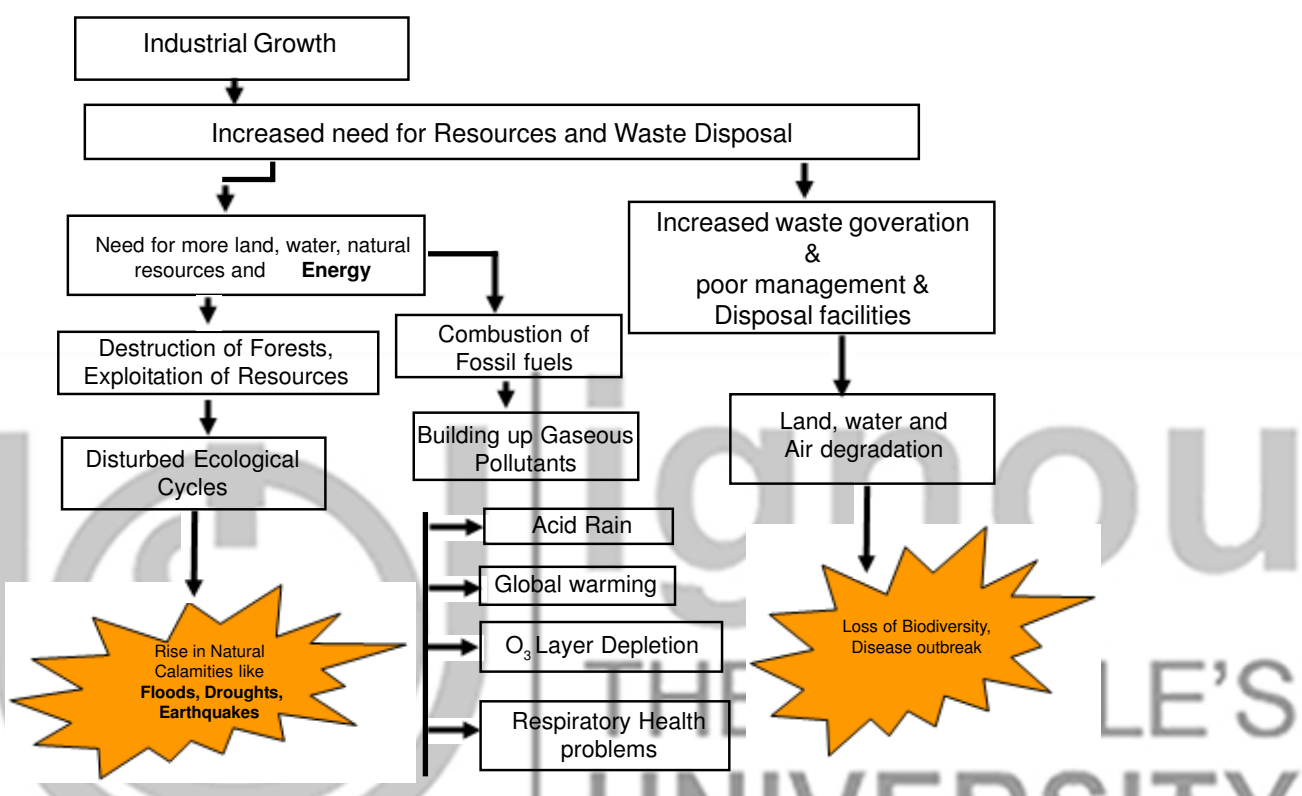 Industrial Growth
Increased need for Resources and Waste Disposal
Need for more land, water, natural
resources and Energy
Increased waste goveration
&
poor management &
Disposal facilities
Destruction of Forests,
Exploitation of Resources
Combustion of
Fossil fuels
Building up Gaseous
Pollutants
Land, water and
Air degradation
Disturbed Ecological
Cycles
Acid Rain
Global warming
O3 Layer Depletion
Respiratory Health
problems
Rise in Natural
Calamities like
Floods, Droughts,
Earthquakes
Loss of Biodiversity,
Disease outbreak
ignou
LE'S
UNIVERSITY